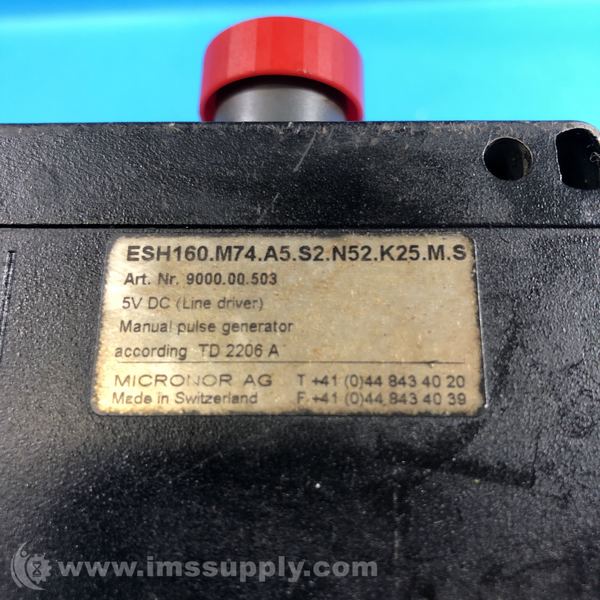 ESH160.M74.A5.S2.N52.K25.M.S
Art. Nr. 9000.00.503
5V DC (Line driver)
Manual pulse generator
according TD 2206 A
MICRONOR AG T +41 (0)44 843 40 20
Made in Switzerland F +41 (0)44 843 40 39
www.imssupply.com